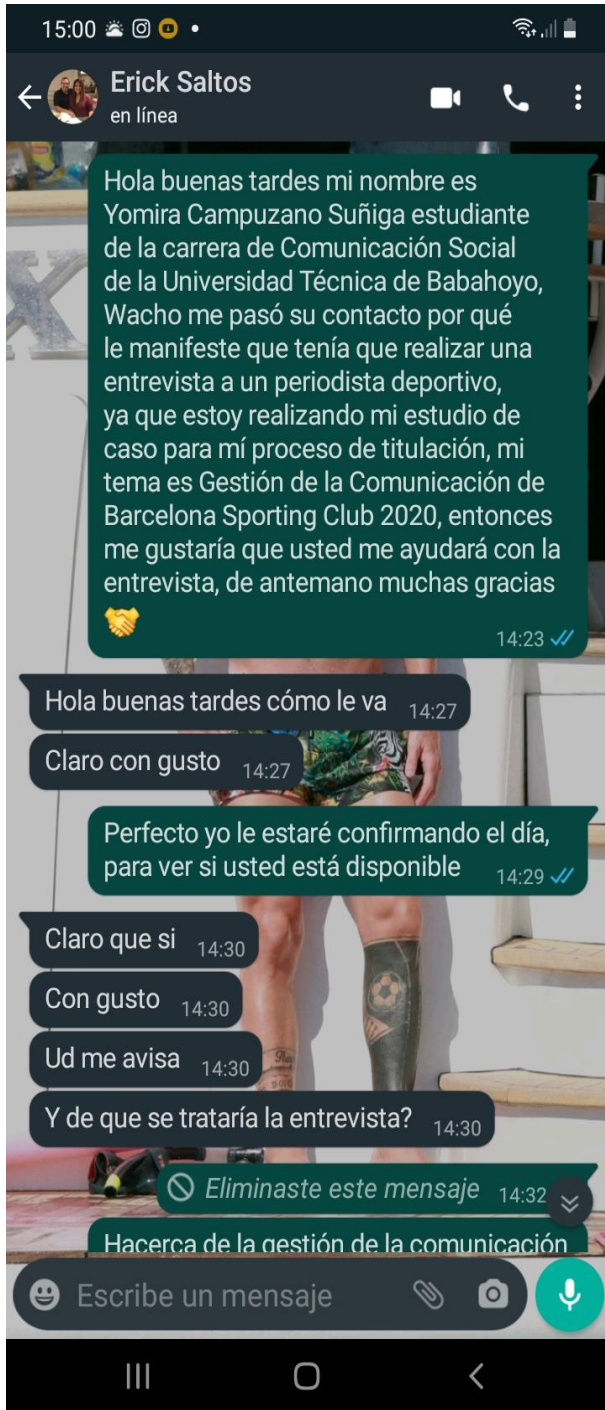 15:00
Erick Saltos
en línea
Hola buenas tardes mi nombre es
Yomira Campuzano Suñiga estudiante
de la carrera de Comunicación Social
de la Universidad Técnica de Babahoyo,
Wacho me pasó su contacto por qué
le manifeste que tenía que realizar una
entrevista a un periodista deportivo,
ya que estoy realizando mi estudio de
caso para mí proceso de titulación, mi
tema es Gestión de la Comunicación de
Barcelona Sporting Club 2020, entonces
me gustaría que usted me ayudará con la
entrevista, de antemano muchas gracias
🤝
14:23
Hola buenas tardes cómo le va 14:27
Claro con gusto 14:27
Perfecto yo le estaré confirmando el día,
para ver si usted está disponible 14:29
Claro que si 14:30
Con gusto 14:30
Ud me avisa 14:30
Y de que se trataría la entrevista? 14:30
Eliminaste este mensaje 14:32
Hacerca de la gestión de la comunicación
Escribe un mensaje